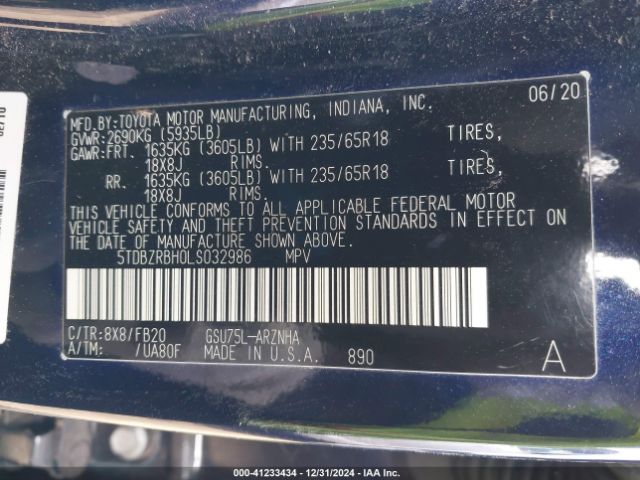 MFD.BY:TOYOTA MOTOR MANUFACTURING, INDIANA, INC. 06/20
GVWR:2690KG (5935LB)
GAWR:FRT. 1635KG (3605LB) WITH 235/65R18 TIRES,
18X8J RIMS.
RR. 1635KG (3605LB) WITH 235/65R18 TIRES,
18X8J RIMS.
THIS VEHICLE CONFORMS TO ALL APPLICABLE FEDERAL MOTOR
VEHICLE SAFETY AND THEFT PREVENTION STANDARDS IN EFFECT ON
THE DATE OF MANUFACTURE SHOWN ABOVE.
5TDBZRBH0LS032986 MPV
C/TR:8X8/FB20 GSU75L-ARZNHA
A/TM: /UA80F MADE IN U.S.A. 890 A
000-41233434 - 12/31/2024 - IAA Inc.